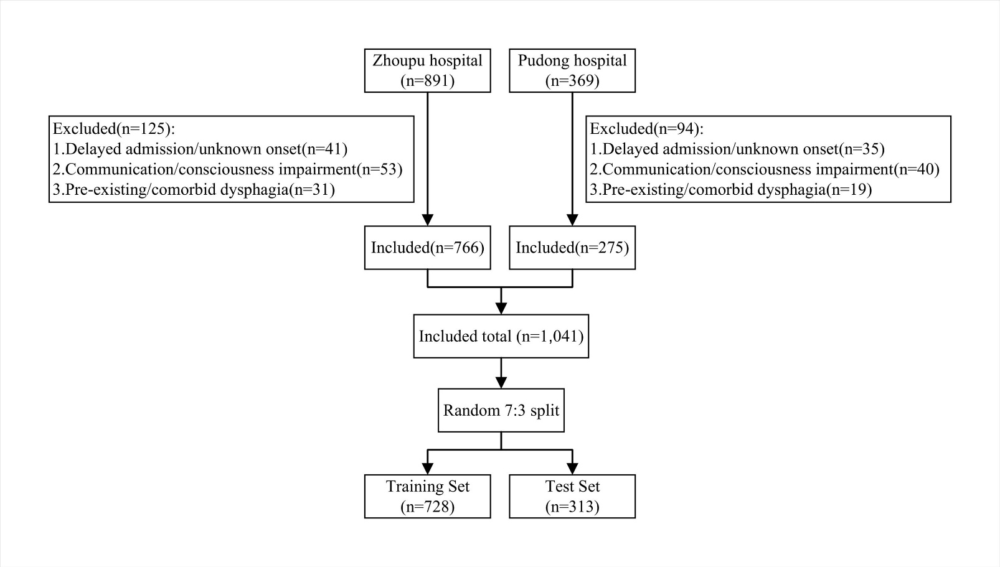 Zhoupu hospital
(n=891)
Pudong hospital
(n=369)
Excluded(n=125):
1.Delayed admission/unknown onset(n=41)
2.Communication/consciousness impairment(n=53)
3.Pre-existing/comorbid dysphagia(n=31)
Excluded(n=94):
1.Delayed admission/unknown onset(n=35)
2.Communication/consciousness impairment(n=40)
3.Pre-existing/comorbid dysphagia(n=19)
Included(n=766)
Included(n=275)
Included total (n=1,041)
Random 7:3 split
Training Set
(n=728)
Test Set
(n=313)